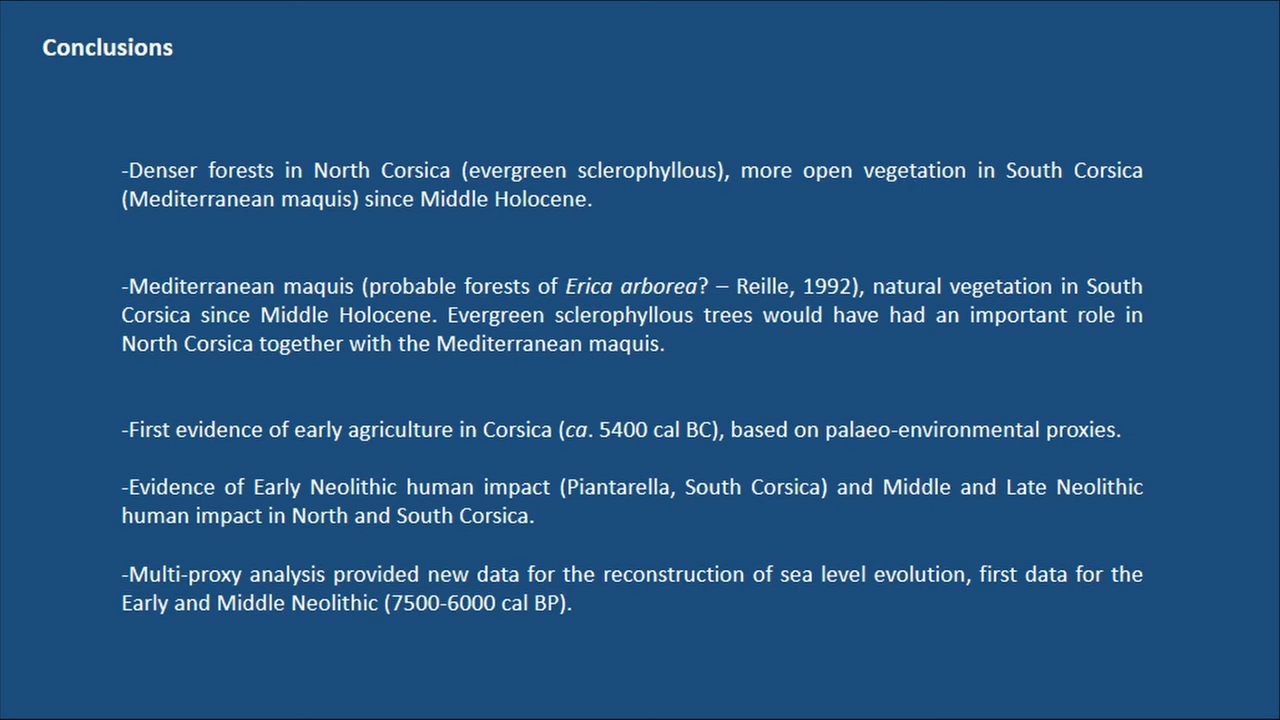 Conclusions
-Denser forests in North Corsica (evergreen sclerophyllous), more open vegetation in South Corsica
(Mediterranean maquis) since Middle Holocene.
-Mediterranean maquis (probable forests of Erica arborea? – Reille, 1992), natural vegetation in South
Corsica since Middle Holocene. Evergreen sclerophyllous trees would have had an important role in
North Corsica together with the Mediterranean maquis.
-First evidence of early agriculture in Corsica (ca. 5400 cal BC), based on palaeo-environmental proxies.
-Evidence of Early Neolithic human impact (Piantarella, South Corsica) and Middle and Late Neolithic
human impact in North and South Corsica.
-Multi-proxy analysis provided new data for the reconstruction of sea level evolution, first data for the
Early and Middle Neolithic (7500-6000 cal BP).